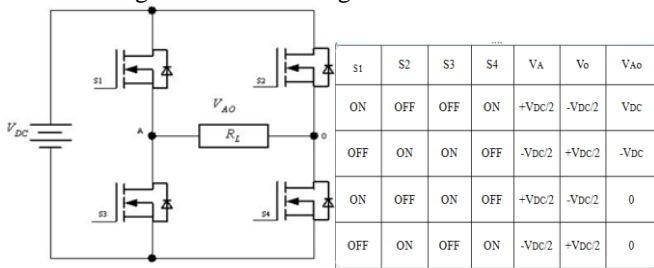 S1
S2
V_AO
V_DC
A
R_L
O
S3
S4
S1 S2 S3 S4 VA Vo VAo
ON OFF OFF ON +VDC/2 -VDC/2 VDC
OFF ON ON OFF -VDC/2 +VDC/2 -VDC
ON OFF ON OFF +VDC/2 -VDC/2 0
OFF ON OFF ON -VDC/2 +VDC/2 0